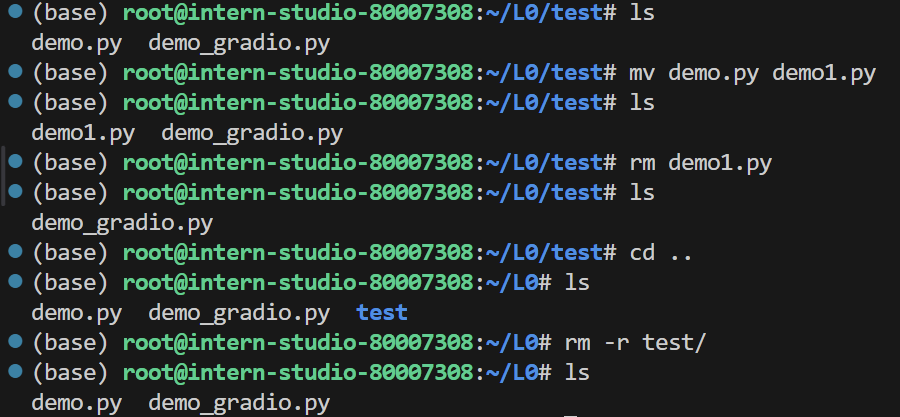 (base) root@intern-studio-80007308:~/L0/test# ls
demo.py  demo_gradio.py
(base) root@intern-studio-80007308:~/L0/test# mv demo.py demo1.py
(base) root@intern-studio-80007308:~/L0/test# ls
demo1.py  demo_gradio.py
(base) root@intern-studio-80007308:~/L0/test# rm demo1.py
(base) root@intern-studio-80007308:~/L0/test# ls
demo_gradio.py
(base) root@intern-studio-80007308:~/L0/test# cd ..
(base) root@intern-studio-80007308:~/L0# ls
demo.py  demo_gradio.py  test
(base) root@intern-studio-80007308:~/L0# rm -r test/
(base) root@intern-studio-80007308:~/L0# ls
demo.py  demo_gradio.py